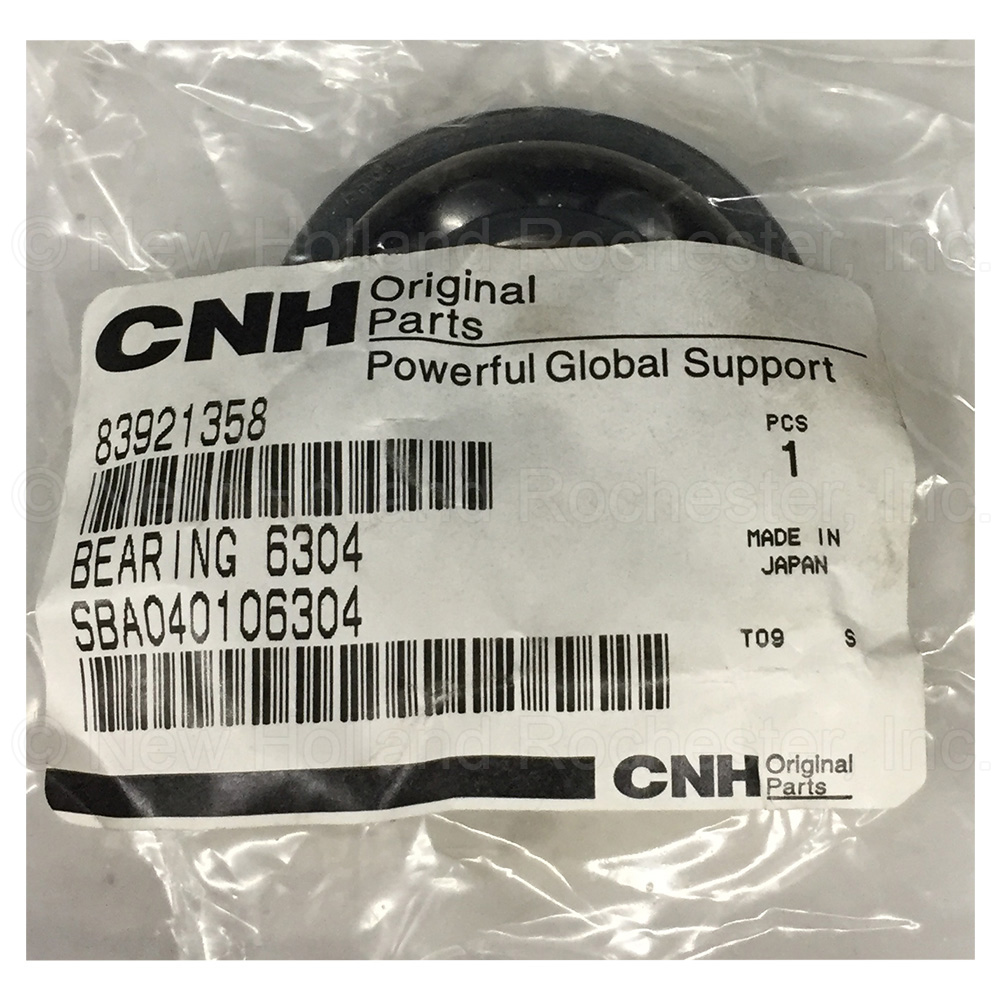 © New Holland Rochester, Inc.
CNH Original Parts
Powerful Global Support
83921358
PCS
1
© New Holland Rochester, Inc.
BEARING 6304
MADE IN
JAPAN
SBA040106304
T09 S
© New Holland Rochester, Inc.
CNH Original Parts